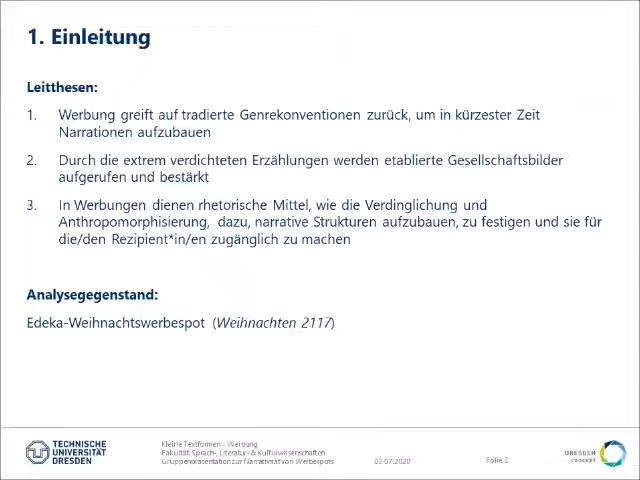 1. Einleitung
Leitthesen:
1. Werbung greift auf tradierte Genrekonventionen zurück, um in kürzester Zeit
Narrationen aufzubauen
2. Durch die extrem verdichteten Erzählungen werden etablierte Gesellschaftsbilder
aufgerufen und bestärkt
3. In Werbungen dienen rhetorische Mittel, wie die Verdinglichung und
Anthropomorphisierung, dazu, narrative Strukturen aufzubauen, zu festigen und sie für
die/den Rezipient*in/en zugänglich zu machen
Analysegegenstand:
Edeka-Weihnachtswerbespot (Weihnachten 2117)
TECHNISCHE
UNIVERSITÄT
DRESDEN
Kleine Textformen – Werbung
Fakultät Sprach-, Literatur- & Kulturwissenschaften
Gruppenpräsentation zur Narrativität von Werbespots
03.07.2020
Folie 3
DRESDEN
concept